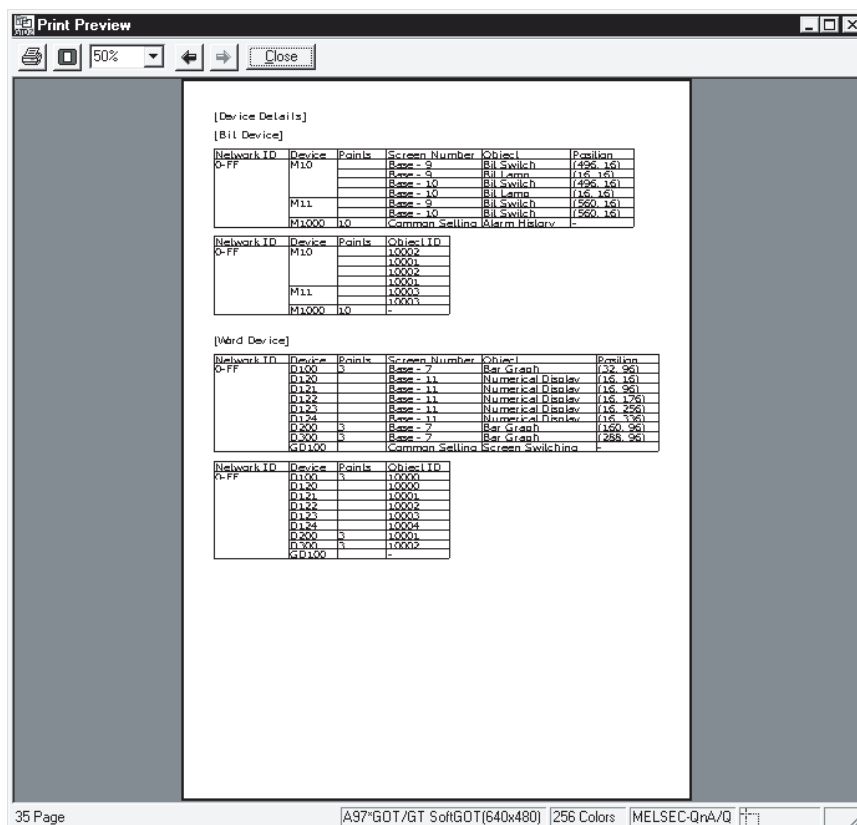 Print Preview
50% Close
[Device Details]
[Bit Device]
Network ID Device Points Screen Number Object Position
0-FF M10 Base - 9 Bit Switch (496, 16)
Base - 9 Bit Lamp (16, 16)
Base - 10 Bit Switch (496, 16)
Base - 10 Bit Lamp (16, 16)
M11 Base - 9 Bit Switch (560, 16)
Base - 10 Bit Switch (560, 16)
M1000 10 Common Setting Alarm History -
Network ID Device Points Object ID
0-FF M10 10002
10001
10002
10001
M11 10003
10003
M1000 10 -
[Word Device]
Network ID Device Points Screen Number Object Position
0-FF D100 3 Base - 7 Bar Graph (32, 96)
D120 Base - 11 Numerical Display (16, 16)
D121 Base - 11 Numerical Display (16, 96)
D122 Base - 11 Numerical Display (16, 176)
D123 Base - 11 Numerical Display (16, 256)
D124 Base - 11 Numerical Display (16, 336)
D200 3 Base - 7 Bar Graph (160, 96)
D300 3 Base - 7 Bar Graph (288, 96)
GD100 Common Setting Screen Switching -
Network ID Device Points Object ID
0-FF D100 3 10000
D120 10000
D121 10001
D122 10002
D123 10003
D124 10004
D200 3 10001
D300 3 10002
GD100 -
35 Page A97*GOT/GT SoftGOT(640x480) 256 Colors MELSEC-QnA/Q